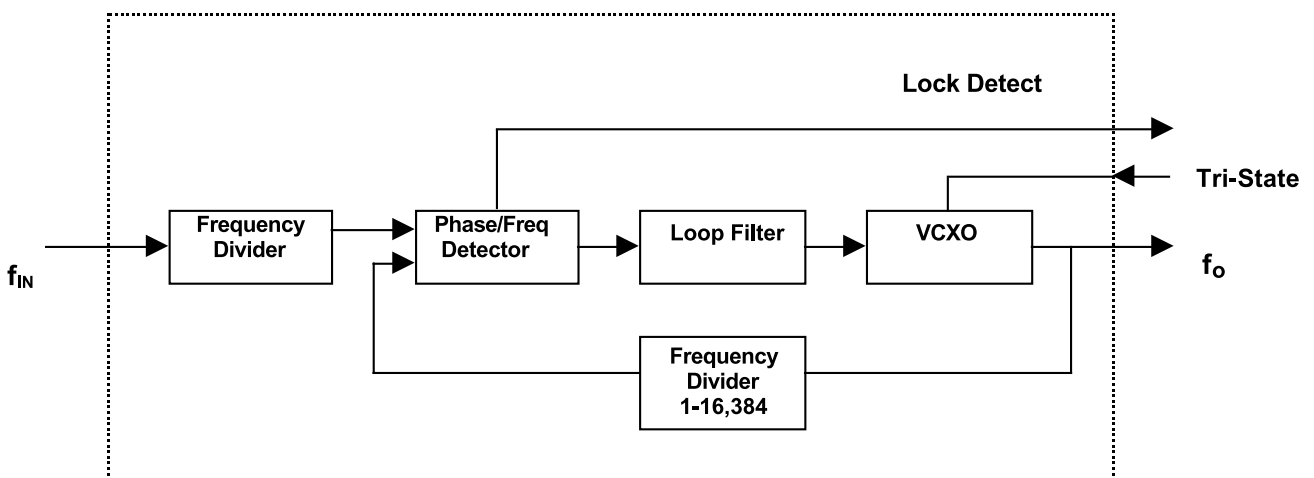 Lock Detect
Tri-State
Frequency
Divider
Phase/Freq
Detector
Loop Filter
VCXO
fIN
fo
Frequency
Divider
1-16,384